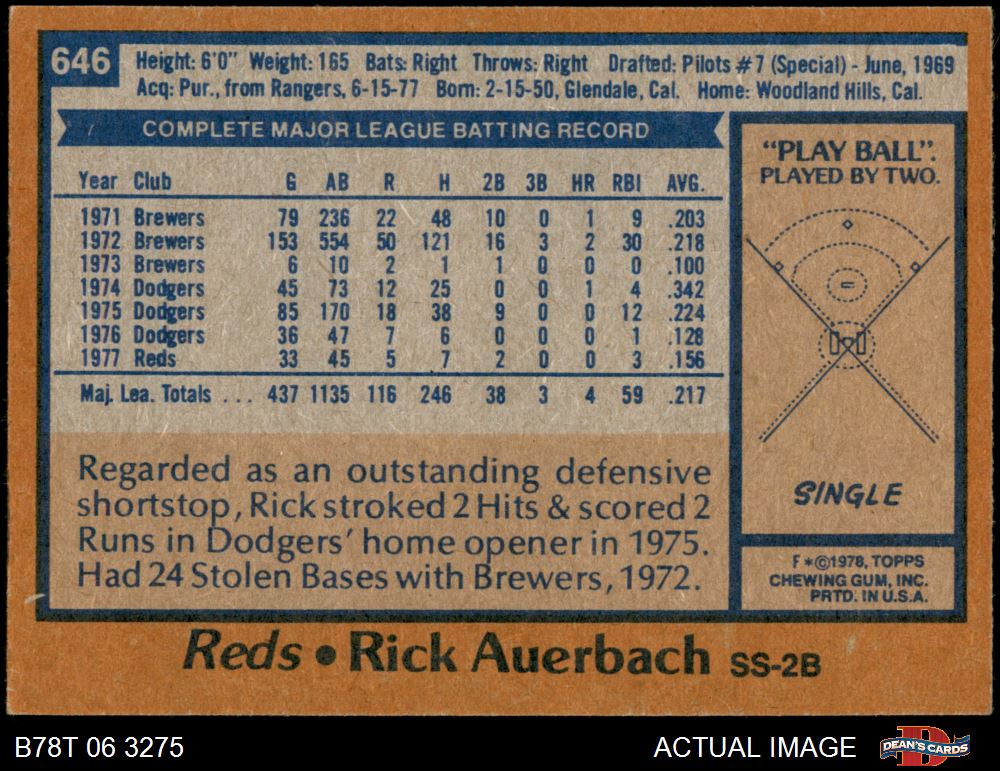 646 Height: 6'0" Weight: 165 Bats: Right Throws: Right Drafted: Pilots #7 (Special) - June, 1969
Acq: Pur., from Rangers, 6-15-77 Born: 2-15-50, Glendale, Cal. Home: Woodland Hills, Cal.
COMPLETE MAJOR LEAGUE BATTING RECORD
Year Club G AB R H 2B 3B HR RBI AVG.
1971 Brewers 79 236 22 48 10 0 1 9 .203
1972 Brewers 153 554 50 121 16 3 2 30 .218
1973 Brewers 6 10 2 1 1 0 0 0 .100
1974 Dodgers 45 73 12 25 0 0 1 4 .342
1975 Dodgers 85 170 18 38 9 0 0 12 .224
1976 Dodgers 36 47 7 6 0 0 0 1 .128
1977 Reds 33 45 5 7 2 0 0 3 .156
Maj. Lea. Totals . . . 437 1135 116 246 38 3 4 59 .217
Regarded as an outstanding defensive
shortstop, Rick stroked 2 Hits & scored 2
Runs in Dodgers' home opener in 1975.
Had 24 Stolen Bases with Brewers, 1972.
"PLAY BALL".
PLAYED BY TWO.
SINGLE
F*©1978, TOPPS
CHEWING GUM, INC.
PRTD. IN U.S.A.
Reds • Rick Auerbach SS-2B
B78T 06 3275 ACTUAL IMAGE DEAN'S CARDS